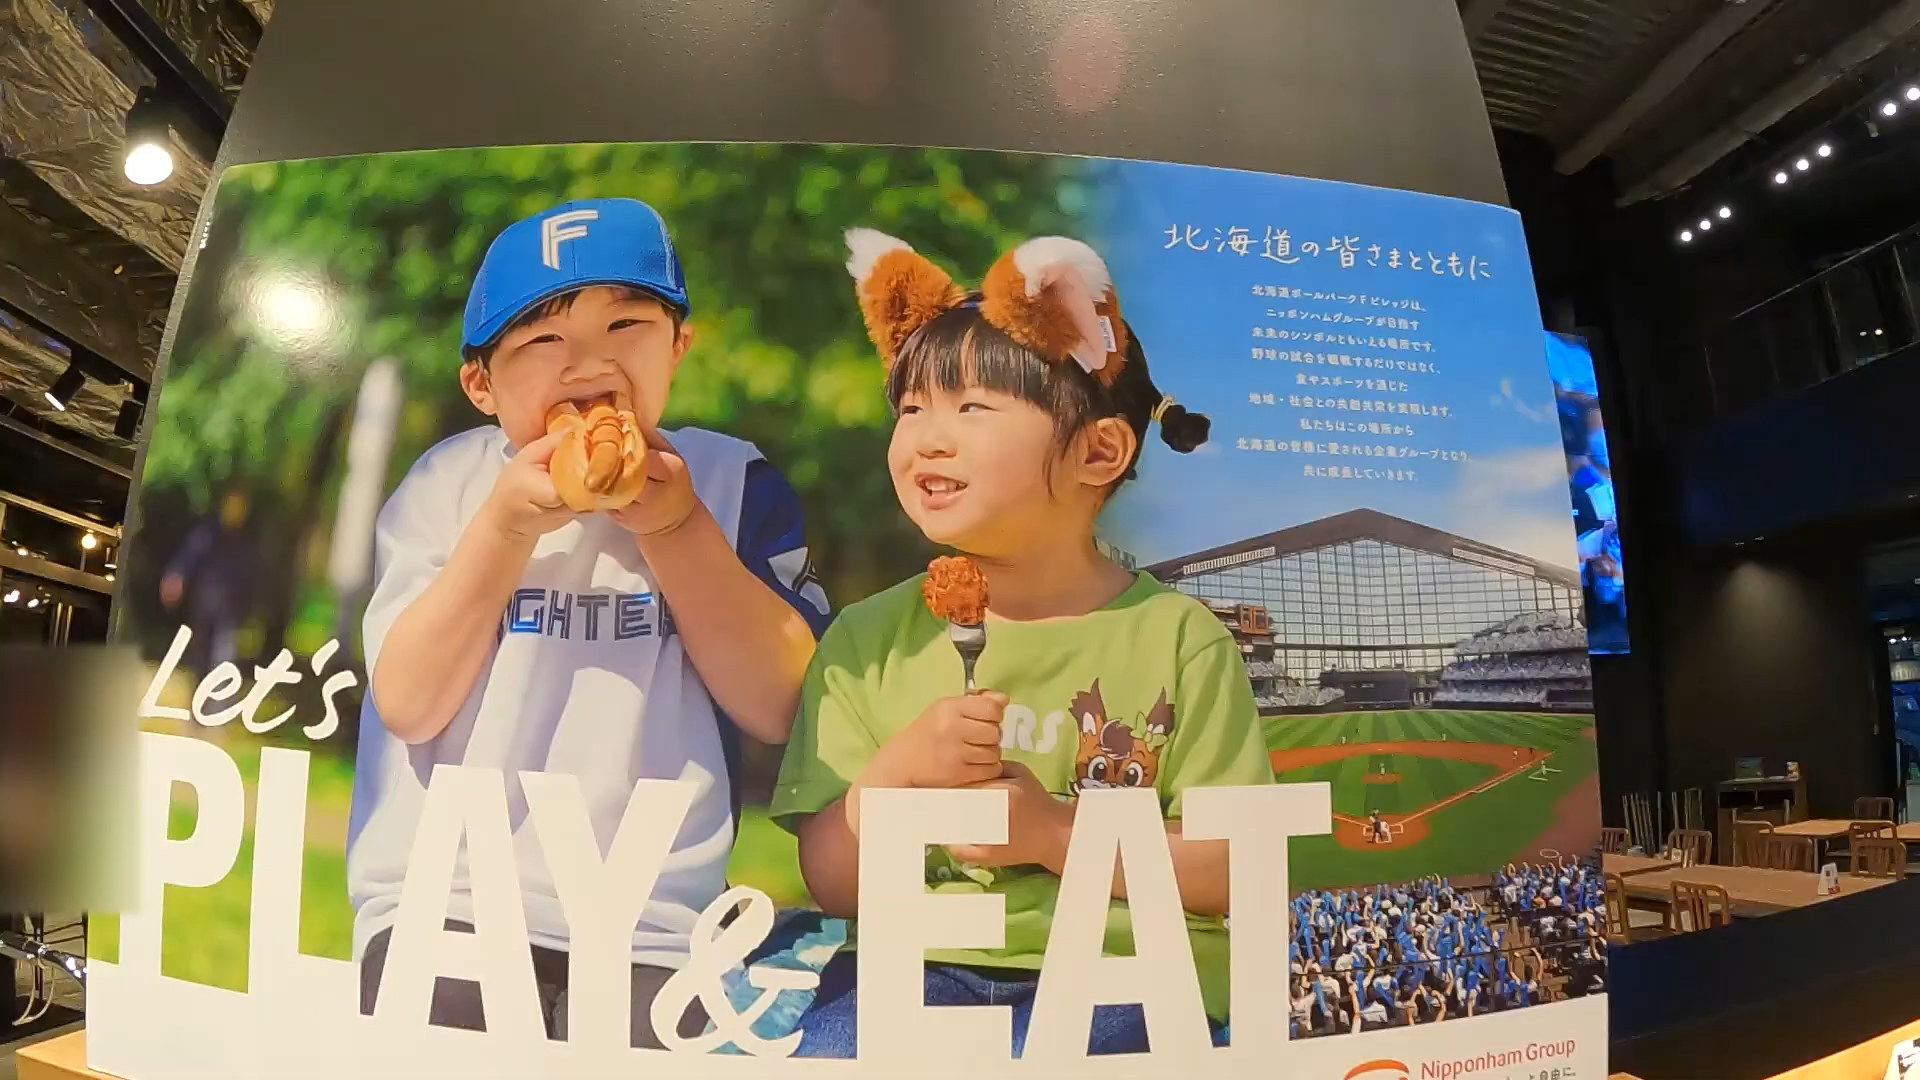 F
FIGHTERS
RS
北海道の皆さまとともに
北海道ボールパークFビレッジは、
ニッポンハムグループが目指す
未来のシンボルともいえる場所です。
野球の試合を観戦するだけではなく、
食やスポーツを通じた
地域・社会との共創共栄を実現します。
私たちはこの場所から
北海道の皆様に愛される企業グループとなり、
共に成長していきます。
Let's
PLAY & EAT
Nipponham Group